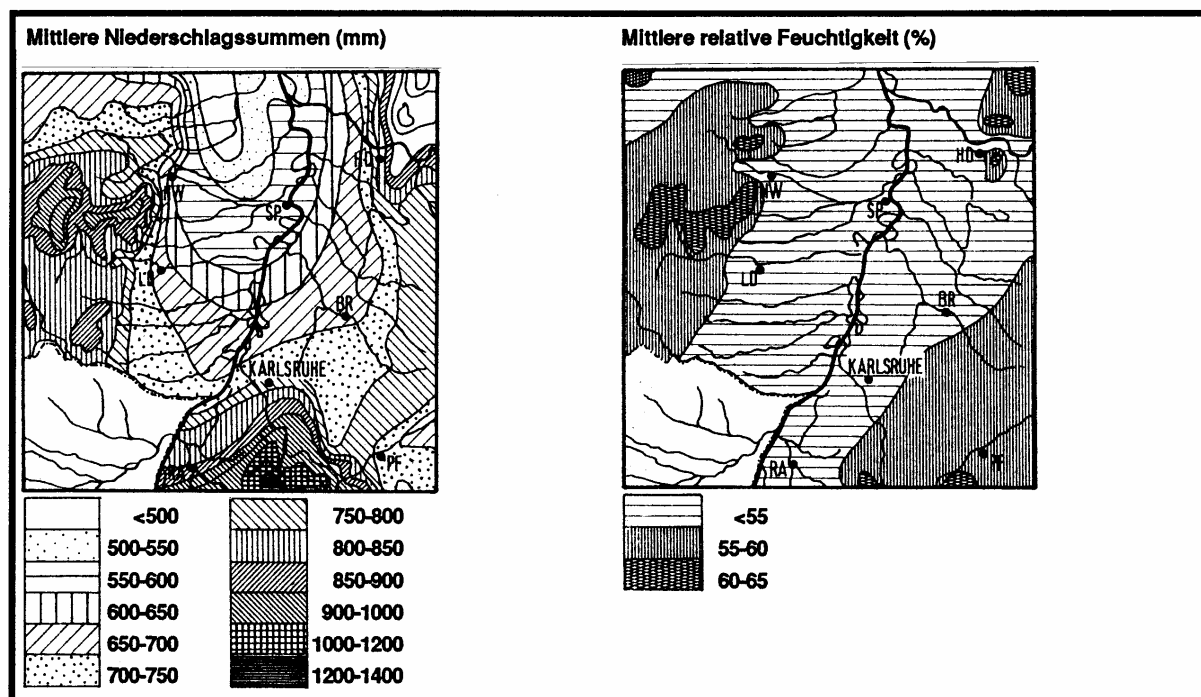 Mittlere Niederschlagssummen (mm)
HD
NW
SP
LD
BR
KARLSRUHE
PF
<500
500-550
550-600
600-650
650-700
700-750
750-800
800-850
850-900
900-1000
1000-1200
1200-1400
Mittlere relative Feuchtigkeit (%)
HD
NW
SP
LD
BR
KARLSRUHE
RA
PF
<55
55-60
60-65